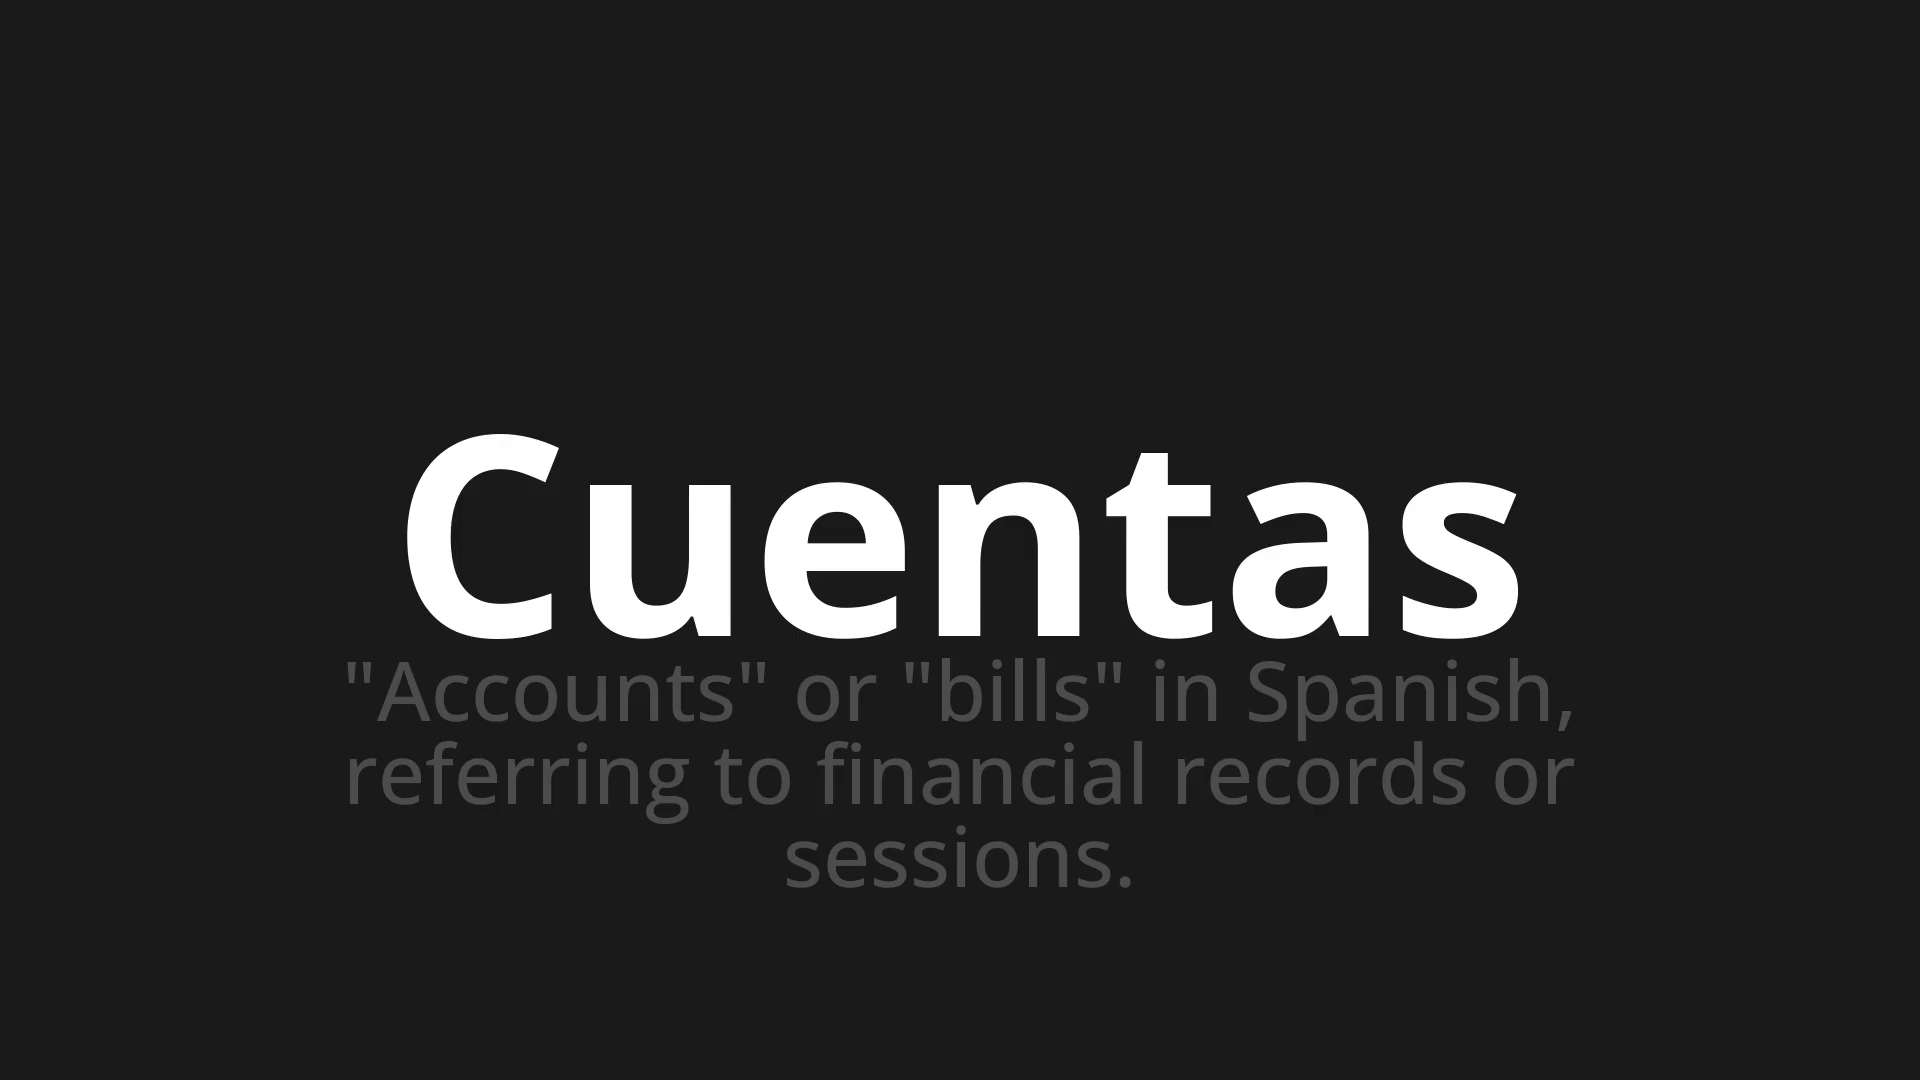 Cuentas
"Accounts" or "bills" in Spanish,
referring to financial records or
sessions.